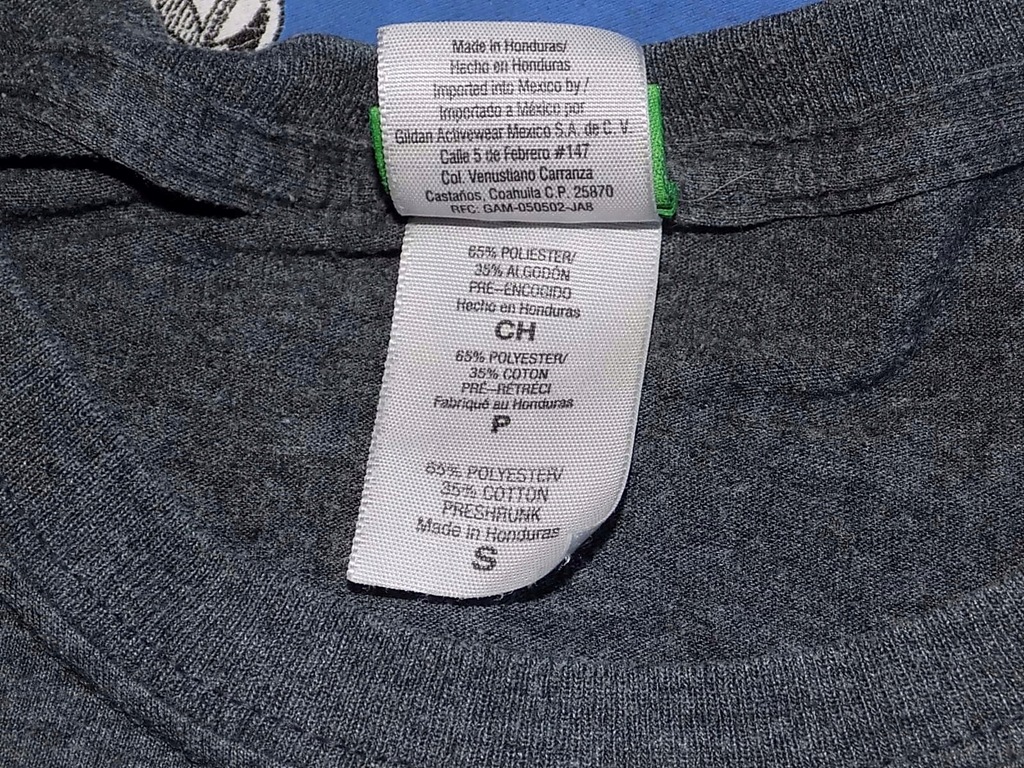 Made in Honduras/
Hecho en Honduras
Imported into Mexico by/
Importado a México por
Gildan Activewear Mexico S.A. de C. V.
Calle 5 de Febrero #147
Col. Venustiano Carranza
Castaños, Coahuila C.P. 25870
RFC: GAM-050502-JA8
65% POLIESTER/
35% ALGODÓN
PRE-ENCOGIDO
Hecho en Honduras
CH
65% POLYESTER/
35% COTON
PRÉ-RÉTRÉCI
Fabriqué au Honduras
P
65% POLYESTER/
35% COTTON
PRESHRUNK
Made in Honduras
S